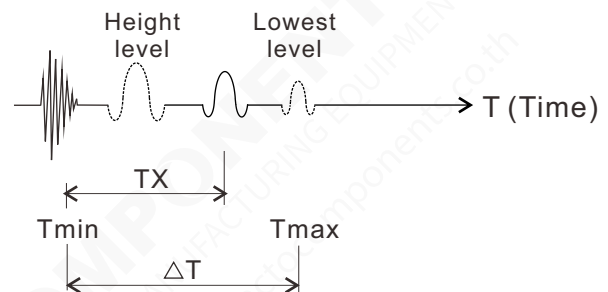 Height Lowest
level level
T (Time)
TX
Tmin Tmax
△T